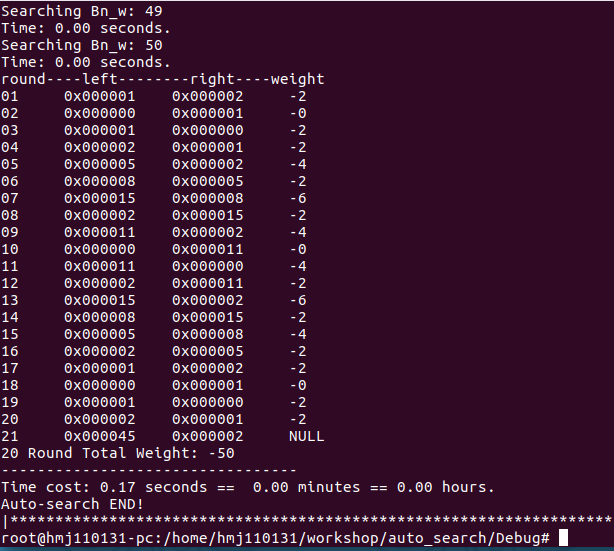 Searching Bn_w: 49
Time: 0.00 seconds.
Searching Bn_w: 50
Time: 0.00 seconds.
round----left--------right----weight
01     0x000001    0x000002     -2
02     0x000000    0x000001     -0
03     0x000001    0x000000     -2
04     0x000002    0x000001     -2
05     0x000005    0x000002     -4
06     0x000008    0x000005     -2
07     0x000015    0x000008     -6
08     0x000002    0x000015     -2
09     0x000011    0x000002     -4
10     0x000000    0x000011     -0
11     0x000011    0x000000     -4
12     0x000002    0x000011     -2
13     0x000015    0x000002     -6
14     0x000008    0x000015     -2
15     0x000005    0x000008     -4
16     0x000002    0x000005     -2
17     0x000001    0x000002     -2
18     0x000000    0x000001     -0
19     0x000001    0x000000     -2
20     0x000002    0x000001     -2
21     0x000045    0x000002     NULL
20 Round Total Weight: -50
---------------------------------
Time cost: 0.17 seconds ==  0.00 minutes == 0.00 hours.
Auto-search END!
|*******************************************************************
root@hmj110131-pc:/home/hmj110131/workshop/auto_search/Debug#